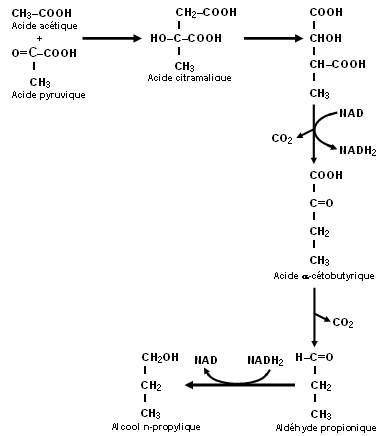 CH₃–COOH
Acide acétique
+
O=C–COOH
CH₃
Acide pyruvique
CH₂–COOH
HO–C–COOH
CH₃
Acide citramalique
COOH
CHOH
CH–COOH
CH₃
NAD
CO₂
NADH₂
COOH
C=O
CH₂
CH₃
Acide α-cétobutyrique
CO₂
H–C=O
CH₂
CH₃
Aldéhyde propionique
NAD NADH₂
CH₂OH
CH₂
CH₃
Alcool n-propylique